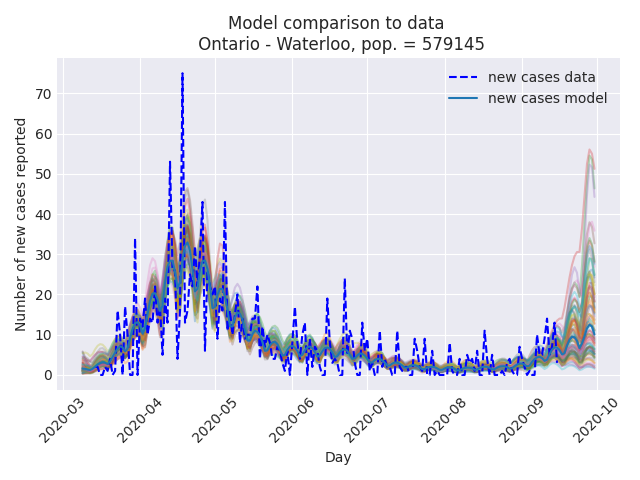 Model comparison to data
Ontario - Waterloo, pop. = 579145
new cases data
new cases model
Number of new cases reported
70
60
50
40
30
20
10
0
2020-03
2020-04
2020-05
2020-06
2020-07
2020-08
2020-09
2020-10
Day